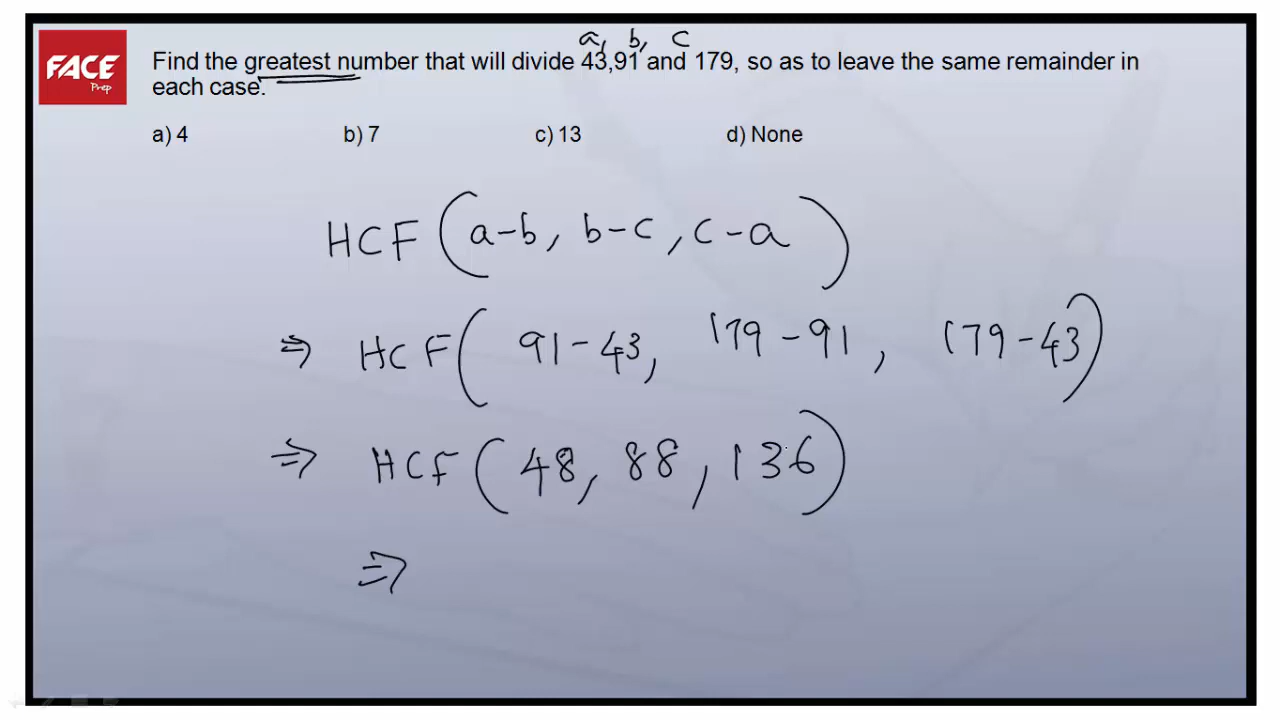 FACE
Prep
a, b, c
Find the greatest number that will divide 43,91 and 179, so as to leave the same remainder in
each case.
a) 4 b) 7 c) 13 d) None
HCF (a-b, b-c, c-a)
⇒ HCF( 91-43, 179-91, 179-43)
⇒ HCF (48, 88, 136)
⇒